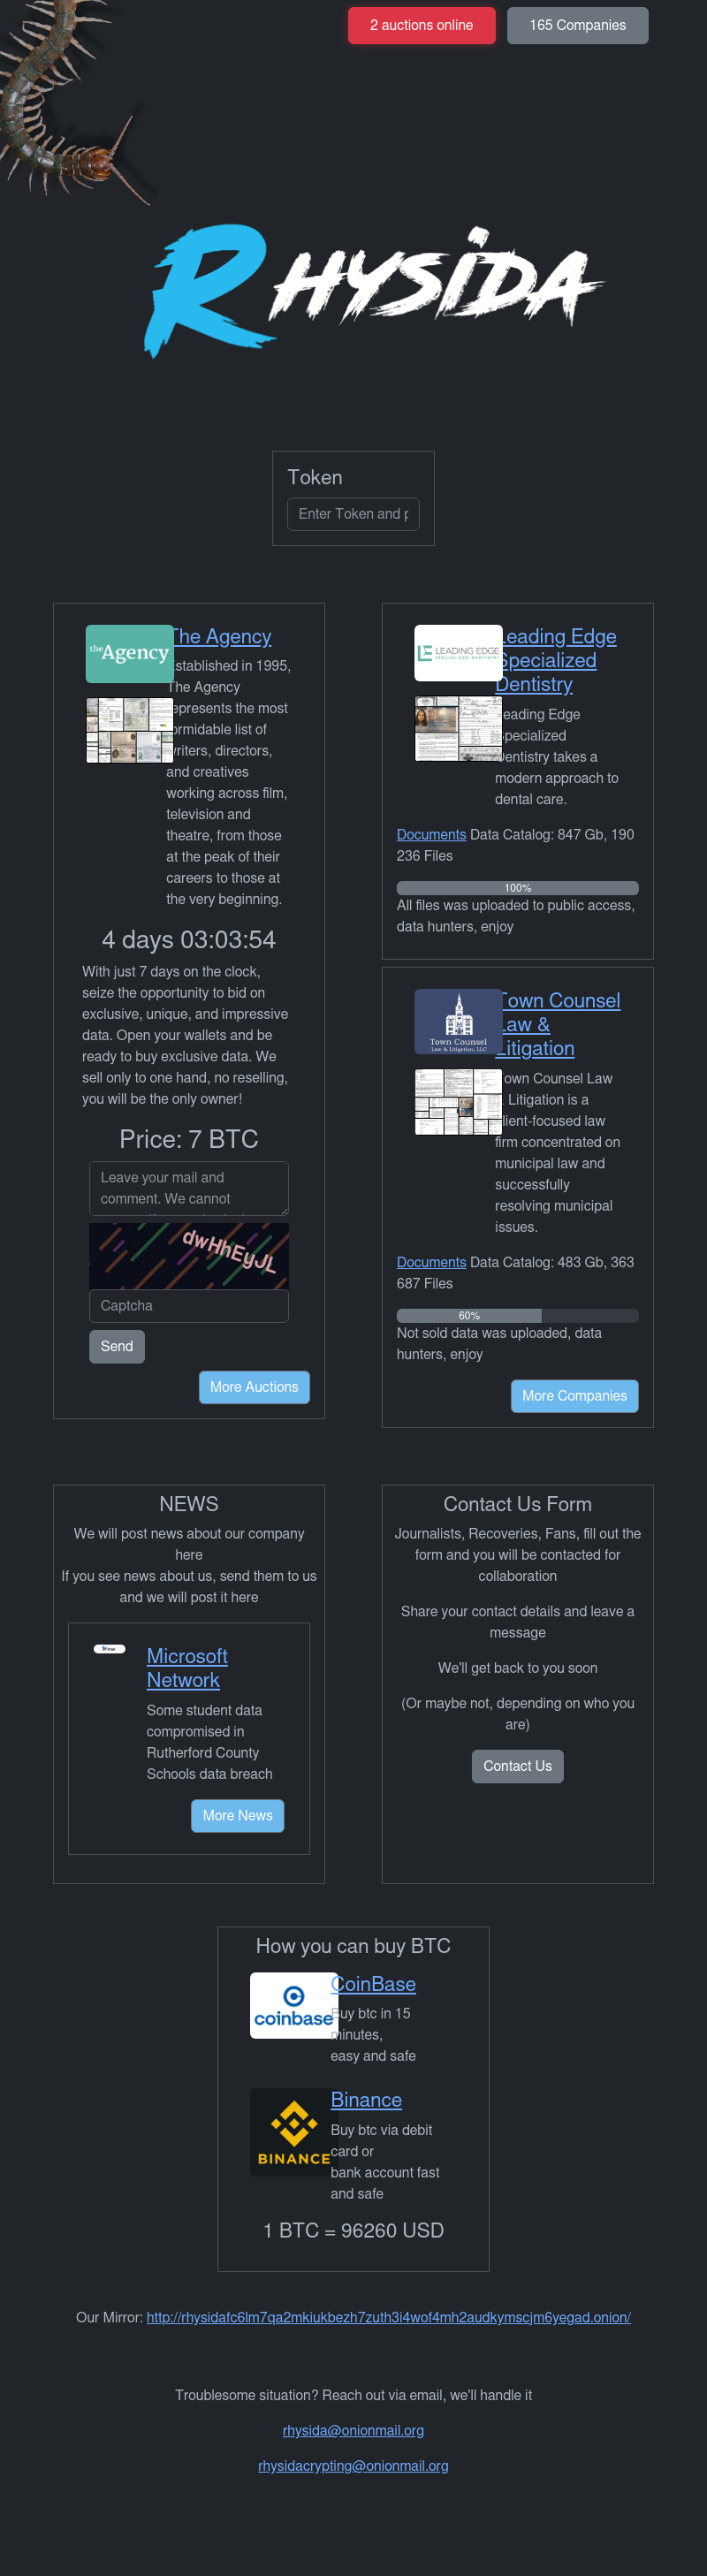 2 auctions online
165 Companies
RHYSIDA
Token
Enter Token and p
the Agency
The Agency
Established in 1995,
The Agency
represents the most
formidable list of
writers, directors,
and creatives
working across film,
television and
theatre, from those
at the peak of their
careers to those at
the very beginning.
4 days 03:03:54
With just 7 days on the clock,
seize the opportunity to bid on
exclusive, unique, and impressive
data. Open your wallets and be
ready to buy exclusive data. We
sell only to one hand, no reselling,
you will be the only owner!
Price: 7 BTC
Leave your mail and
comment. We cannot
dwHhEyJL
Captcha
Send
More Auctions
LEADING EDGE
SPECIALIZED DENTISTRY
Leading Edge
Specialized
Dentistry
Leading Edge
Specialized
Dentistry takes a
modern approach to
dental care.
Documents Data Catalog: 847 Gb, 190
236 Files
100%
All files was uploaded to public access,
data hunters, enjoy
Town Counsel
Law & Litigation, LLC
Town Counsel
Law &
Litigation
Town Counsel Law
Litigation is a
client-focused law
firm concentrated on
municipal law and
successfully
resolving municipal
issues.
Documents Data Catalog: 483 Gb, 363
687 Files
60%
Not sold data was uploaded, data
hunters, enjoy
More Companies
NEWS
We will post news about our company
here
If you see news about us, send them to us
and we will post it here
Microsoft
Network
Some student data
compromised in
Rutherford County
Schools data breach
More News
Contact Us Form
Journalists, Recoveries, Fans, fill out the
form and you will be contacted for
collaboration
Share your contact details and leave a
message
We'll get back to you soon
(Or maybe not, depending on who you
are)
Contact Us
How you can buy BTC
coinbase
CoinBase
Buy btc in 15
minutes,
easy and safe
BINANCE
Binance
Buy btc via debit
card or
bank account fast
and safe
1 BTC = 96260 USD
Our Mirror: http://rhysidafc6lm7qa2mkiukbezh7zuth3i4wof4mh2audkymscjm6yegad.onion/
Troublesome situation? Reach out via email, we'll handle it
rhysida@onionmail.org
rhysidacrypting@onionmail.org